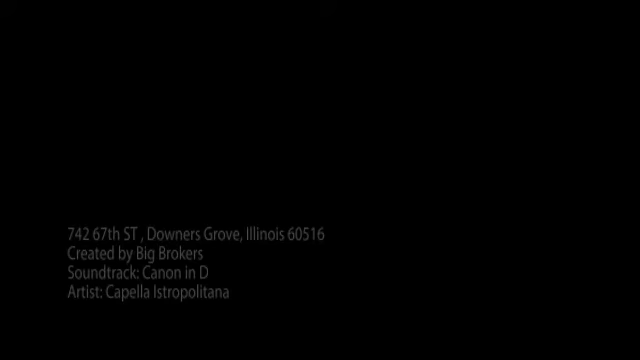 742 67th ST , Downers Grove, Illinois 60516
Created by Big Brokers
Soundtrack: Canon in D
Artist: Capella Istropolitana